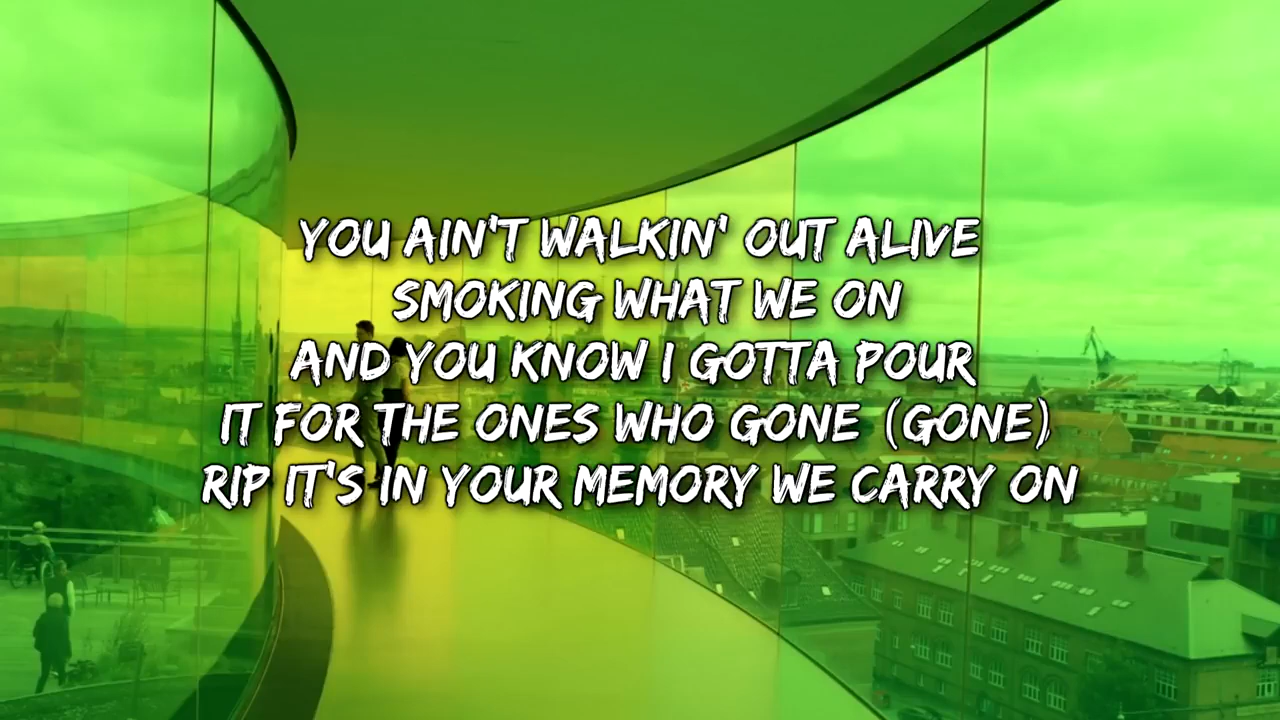 YOU AIN'T WALKIN' OUT ALIVE
SMOKING WHAT WE ON
AND YOU KNOW I GOTTA POUR
IT FOR THE ONES WHO GONE (GONE)
RIP IT'S IN YOUR MEMORY WE CARRY ON